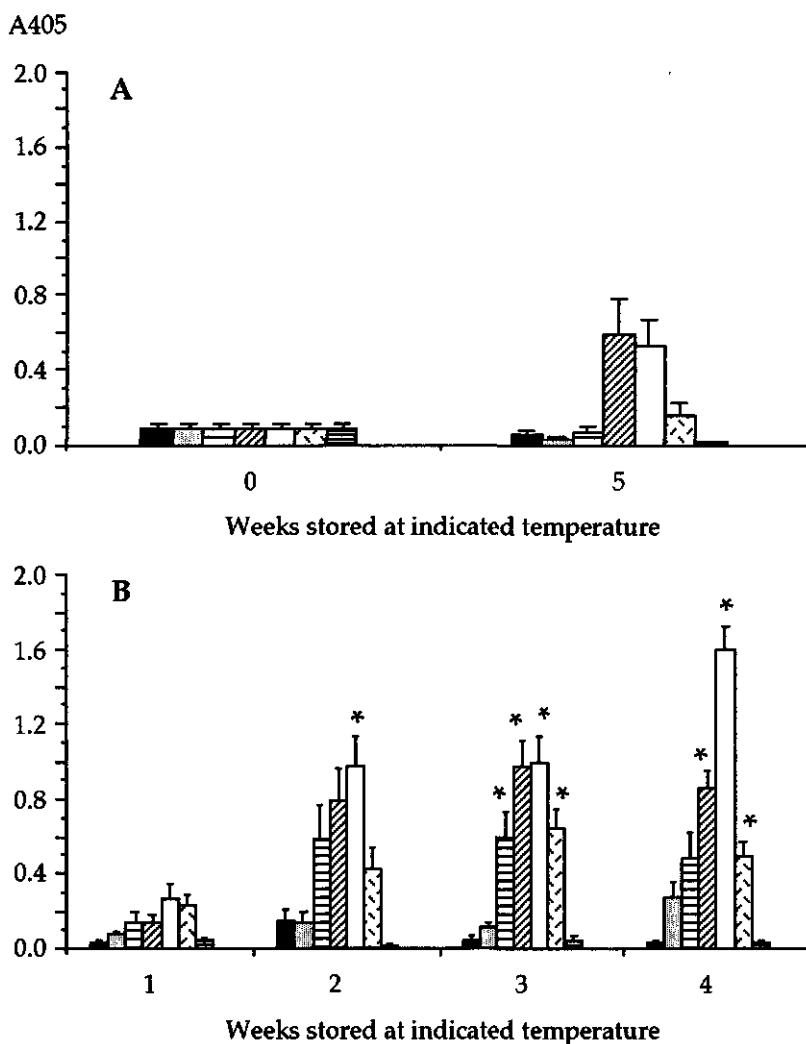 A405
2.0
A
1.6
1.2
0.8
0.4
0.0
0 5
Weeks stored at indicated temperature
2.0
B
*
1.6
* * *
1.2
* *
* *
0.8
0.4
0.0
1 2 3 4
Weeks stored at indicated temperature